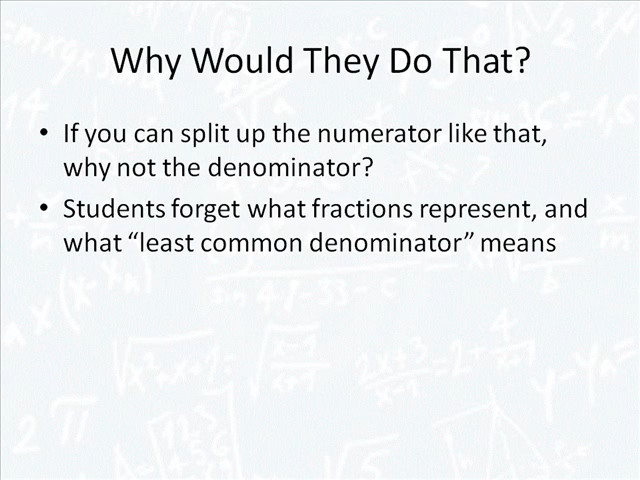 Why Would They Do That?
• If you can split up the numerator like that,
why not the denominator?
• Students forget what fractions represent, and
what “least common denominator” means